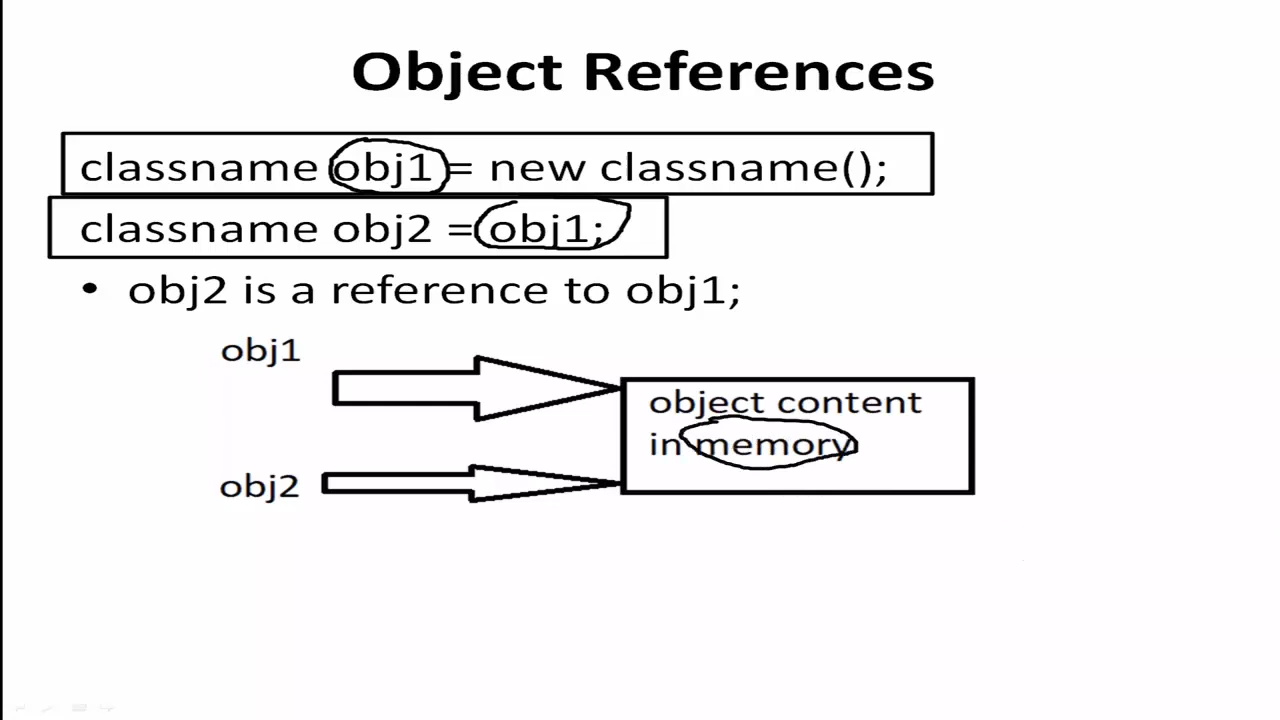 Object References
classname obj1 = new classname();
classname obj2 = obj1;
• obj2 is a reference to obj1;
obj1
object content
in memory
obj2